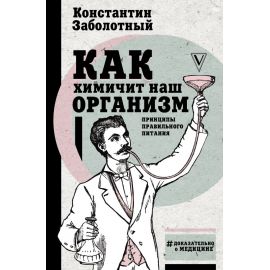 Константин
Заболотный
КАК
ХИМИЧИТ НАШ
ОРГАНИЗМ
ПРИНЦИПЫ
ПРАВИЛЬНОГО
ПИТАНИЯ
#ДОКАЗАТЕЛЬНО
О МЕДИЦИНЕ